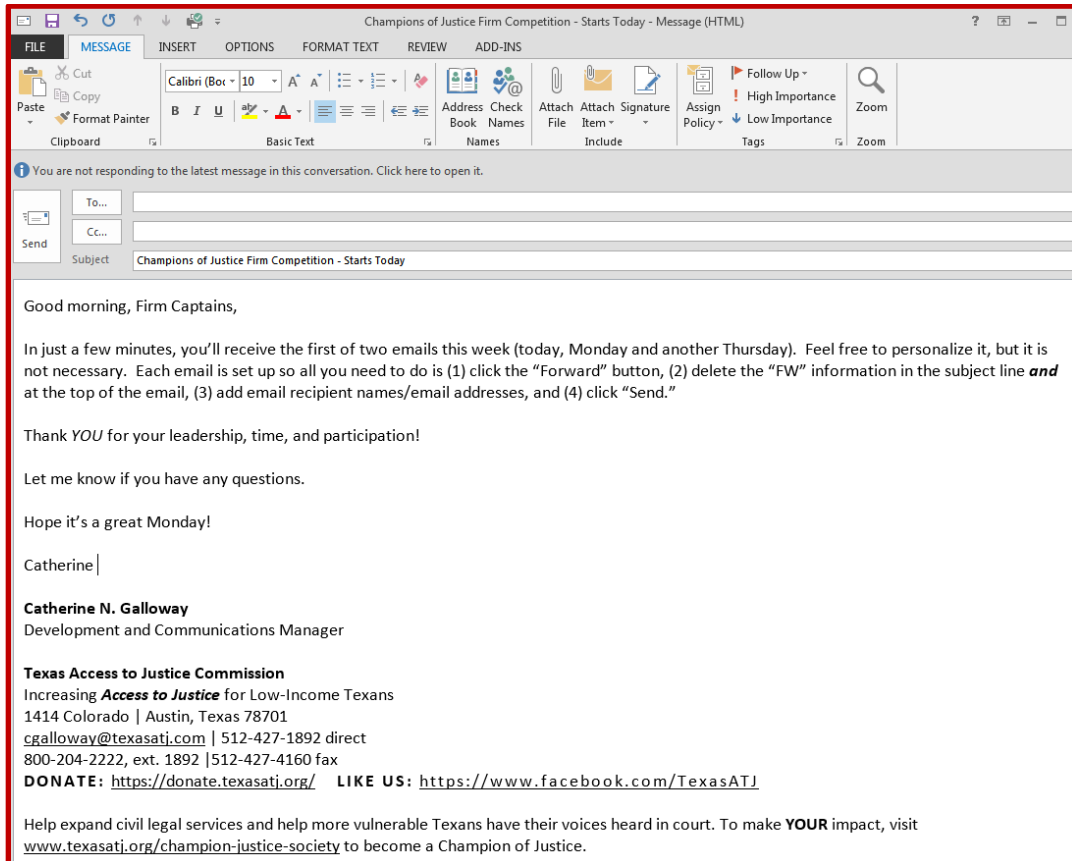 Champions of Justice Firm Competition - Starts Today - Message (HTML)
FILE MESSAGE INSERT OPTIONS FORMAT TEXT REVIEW ADD-INS
Paste
Cut
Copy
Format Painter
Clipboard
Calibri (Boc 10
B I U
Basic Text
Address Book
Check Names
Names
Attach File
Attach Item
Signature
Include
Assign Policy
Follow Up
High Importance
Low Importance
Tags
Zoom
Zoom
You are not responding to the latest message in this conversation. Click here to open it.
Send
To...
Cc...
Subject Champions of Justice Firm Competition - Starts Today
Good morning, Firm Captains,
In just a few minutes, you’ll receive the first of two emails this week (today, Monday and another Thursday). Feel free to personalize it, but it is
not necessary. Each email is set up so all you need to do is (1) click the “Forward” button, (2) delete the “FW” information in the subject line and
at the top of the email, (3) add email recipient names/email addresses, and (4) click “Send.”
Thank YOU for your leadership, time, and participation!
Let me know if you have any questions.
Hope it’s a great Monday!
Catherine
Catherine N. Galloway
Development and Communications Manager
Texas Access to Justice Commission
Increasing Access to Justice for Low-Income Texans
1414 Colorado | Austin, Texas 78701
cgalloway@texasatj.com | 512-427-1892 direct
800-204-2222, ext. 1892 |512-427-4160 fax
DONATE: https://donate.texasatj.org/ LIKE US: https://www.facebook.com/TexasATJ
Help expand civil legal services and help more vulnerable Texans have their voices heard in court. To make YOUR impact, visit
www.texasatj.org/champion-justice-society to become a Champion of Justice.